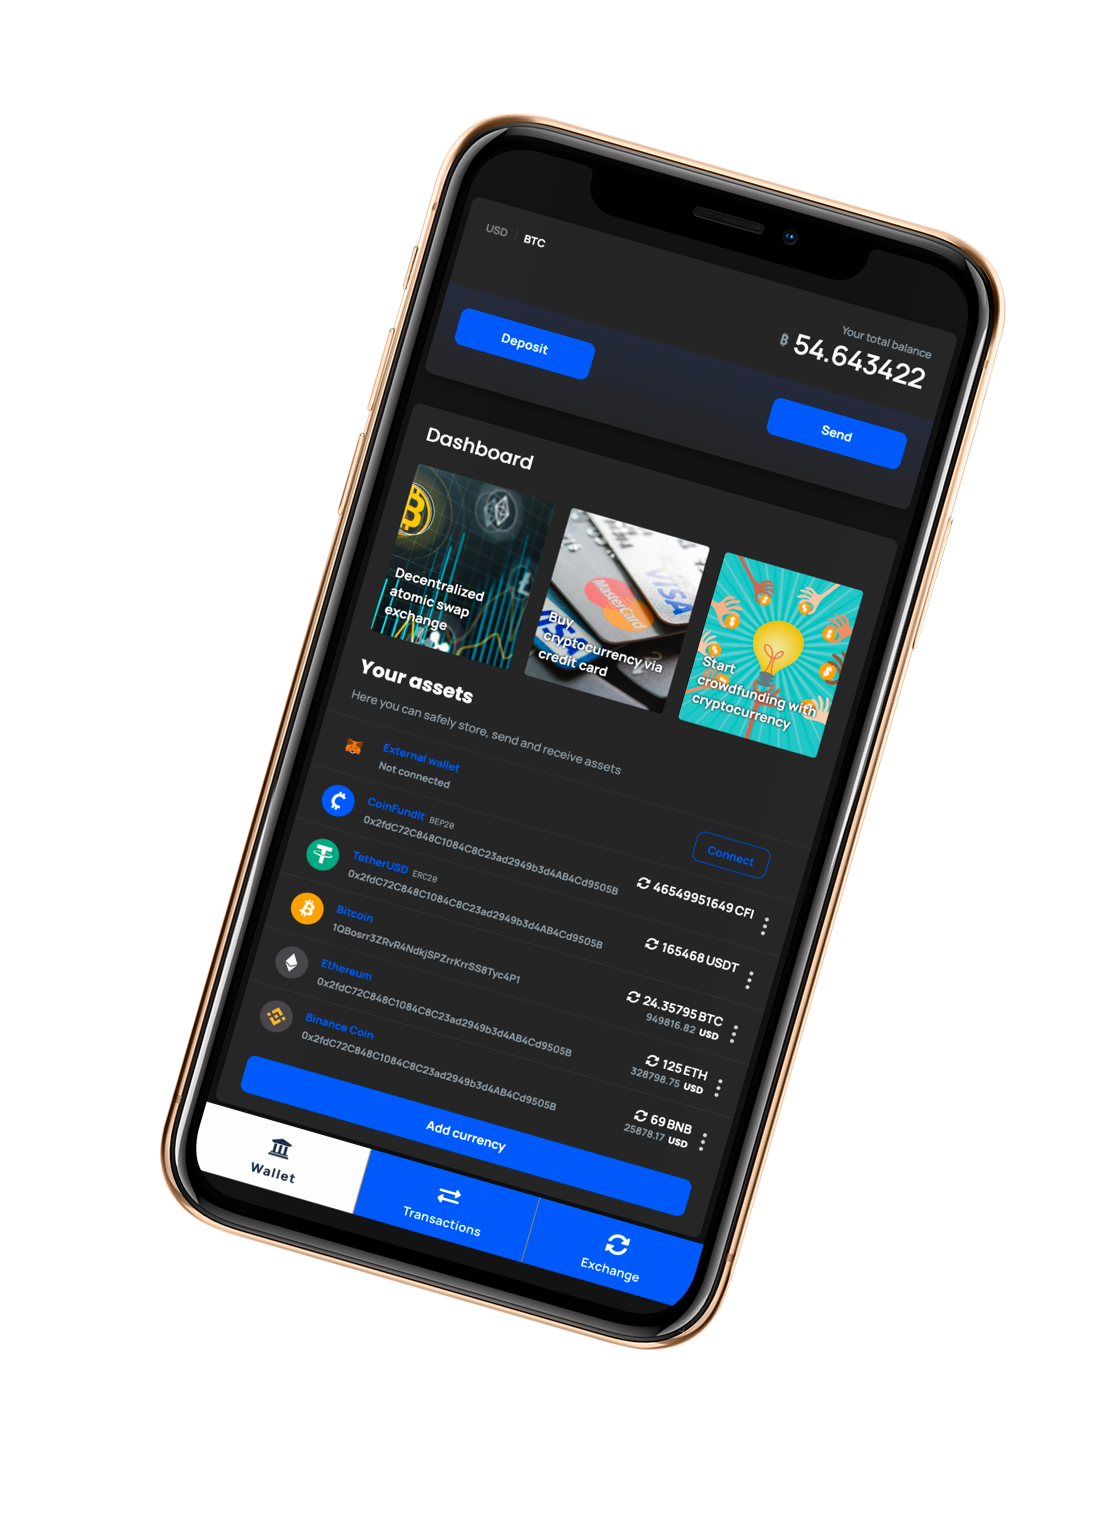 USD BTC
Your total balance
54.643422
Deposit
Send
Dashboard
Decentralized
atomic swap
exchange
MasterCard
VISA
Buy
cryptocurrency via
credit card
Start
crowdfunding with
cryptocurrency
Your assets
Here you can safely store, send and receive assets
External wallet
Not connected
Connect
CoinFundIt BEP20
0x2fdC72C848C1084C8C23ad2949b3d4AB4Cd9505B
46549951649 CFI
TetherUSD ERC20
0x2fdC72C848C1084C8C23ad2949b3d4AB4Cd9505B
165468 USDT
Bitcoin
1QBosrr3ZRvR4NdkjSPZrrKrrSS8Tyc4P1
24.35795 BTC
949816.82 USD
Ethereum
0x2fdC72C848C1084C8C23ad2949b3d4AB4Cd9505B
125 ETH
328798.75 USD
Binance Coin
0x2fdC72C848C1084C8C23ad2949b3d4AB4Cd9505B
69 BNB
25878.17 USD
Add currency
Wallet
Transactions
Exchange